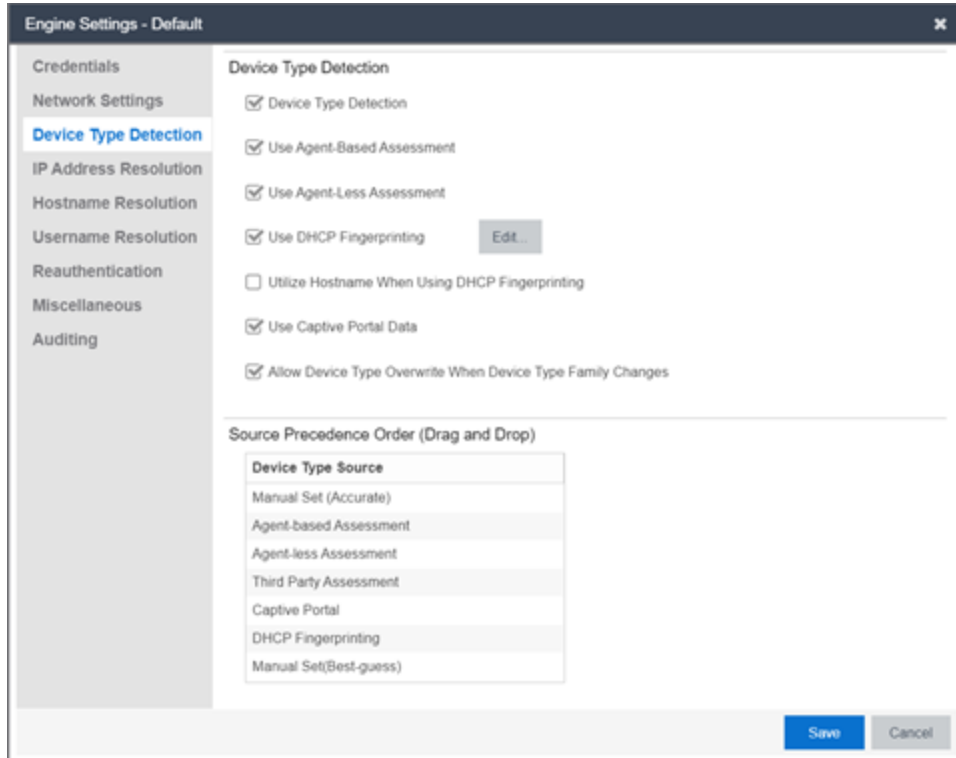 Engine Settings - Default
Credentials
Network Settings
Device Type Detection
IP Address Resolution
Hostname Resolution
Username Resolution
Reauthentication
Miscellaneous
Auditing
Device Type Detection
Device Type Detection
Use Agent-Based Assessment
Use Agent-Less Assessment
Use DHCP Fingerprinting
Edit...
Utilize Hostname When Using DHCP Fingerprinting
Use Captive Portal Data
Allow Device Type Overwrite When Device Type Family Changes
Source Precedence Order (Drag and Drop)
Device Type Source
Manual Set (Accurate)
Agent-based Assessment
Agent-less Assessment
Third Party Assessment
Captive Portal
DHCP Fingerprinting
Manual Set(Best-guess)
Save
Cancel